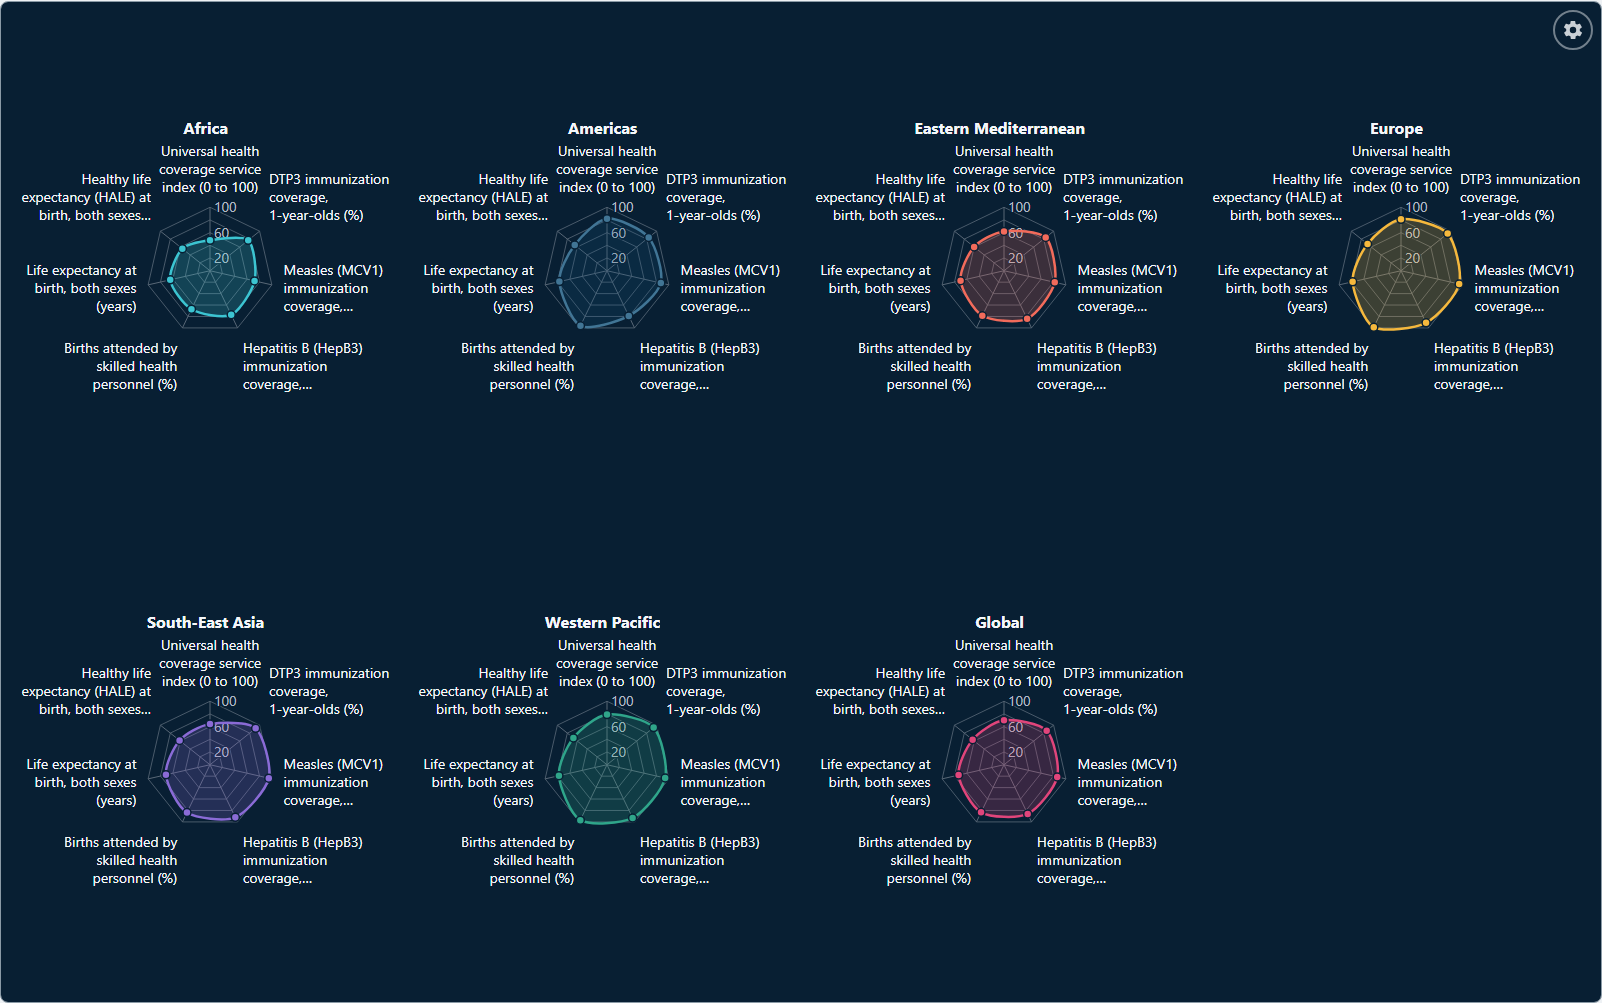 Africa
Universal health
coverage service
index (0 to 100)
DTP3 immunization
coverage,
1-year-olds (%)
Measles (MCV1)
immunization
coverage,...
Hepatitis B (HepB3)
immunization
coverage,...
Births attended by
skilled health
personnel (%)
Life expectancy at
birth, both sexes
(years)
Healthy life
expectancy (HALE) at
birth, both sexes...
100
60
20
Americas
Universal health
coverage service
index (0 to 100)
DTP3 immunization
coverage,
1-year-olds (%)
Measles (MCV1)
immunization
coverage,...
Hepatitis B (HepB3)
immunization
coverage,...
Births attended by
skilled health
personnel (%)
Life expectancy at
birth, both sexes
(years)
Healthy life
expectancy (HALE) at
birth, both sexes...
100
60
20
Eastern Mediterranean
Universal health
coverage service
index (0 to 100)
DTP3 immunization
coverage,
1-year-olds (%)
Measles (MCV1)
immunization
coverage,...
Hepatitis B (HepB3)
immunization
coverage,...
Births attended by
skilled health
personnel (%)
Life expectancy at
birth, both sexes
(years)
Healthy life
expectancy (HALE) at
birth, both sexes...
100
60
20
Europe
Universal health
coverage service
index (0 to 100)
DTP3 immunization
coverage,
1-year-olds (%)
Measles (MCV1)
immunization
coverage,...
Hepatitis B (HepB3)
immunization
coverage,...
Births attended by
skilled health
personnel (%)
Life expectancy at
birth, both sexes
(years)
Healthy life
expectancy (HALE) at
birth, both sexes...
100
60
20
South-East Asia
Universal health
coverage service
index (0 to 100)
DTP3 immunization
coverage,
1-year-olds (%)
Measles (MCV1)
immunization
coverage,...
Hepatitis B (HepB3)
immunization
coverage,...
Births attended by
skilled health
personnel (%)
Life expectancy at
birth, both sexes
(years)
Healthy life
expectancy (HALE) at
birth, both sexes...
100
60
20
Western Pacific
Universal health
coverage service
index (0 to 100)
DTP3 immunization
coverage,
1-year-olds (%)
Measles (MCV1)
immunization
coverage,...
Hepatitis B (HepB3)
immunization
coverage,...
Births attended by
skilled health
personnel (%)
Life expectancy at
birth, both sexes
(years)
Healthy life
expectancy (HALE) at
birth, both sexes...
100
60
20
Global
Universal health
coverage service
index (0 to 100)
DTP3 immunization
coverage,
1-year-olds (%)
Measles (MCV1)
immunization
coverage,...
Hepatitis B (HepB3)
immunization
coverage,...
Births attended by
skilled health
personnel (%)
Life expectancy at
birth, both sexes
(years)
Healthy life
expectancy (HALE) at
birth, both sexes...
100
60
20